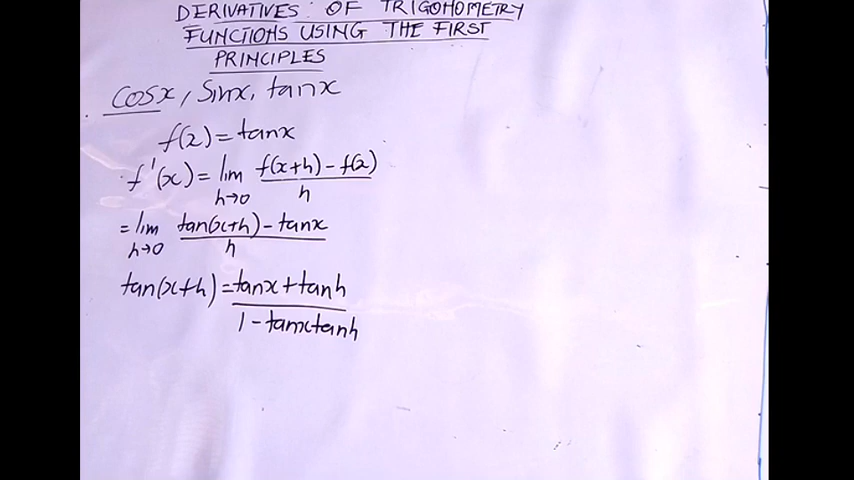 DERIVATIVES OF TRIGONOMETRY
FUNCTIONS USING THE FIRST
PRINCIPLES
cosx, sinx, tanx
f(x) = tanx
f'(x) = lim h→0 f(x+h) - f(x) / h
= lim h→0 tan(x+h) - tanx / h
tan(x+h) = tanx + tanh / 1 - tanxtanh